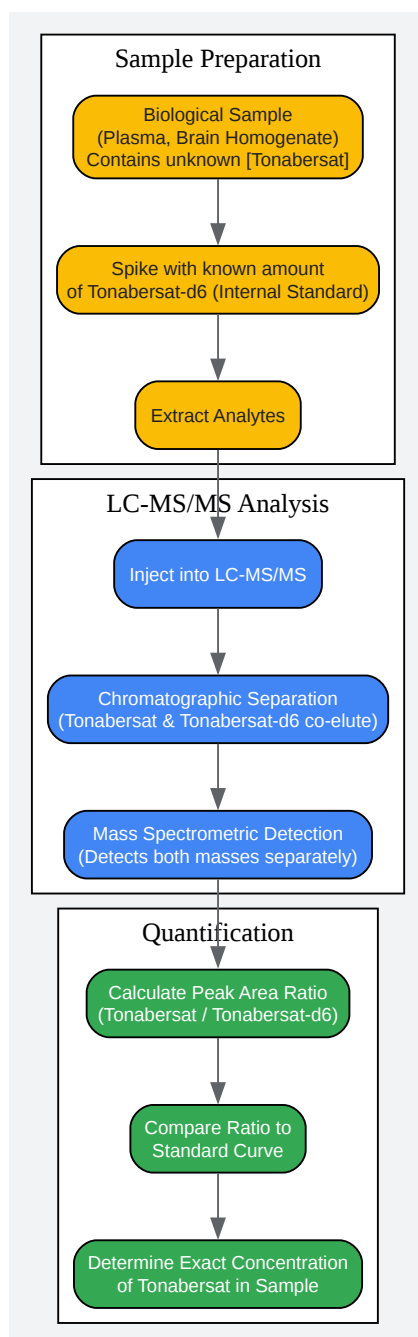 Sample Preparation
Biological Sample
(Plasma, Brain Homogenate)
Contains unknown [Tonabersat]
Spike with known amount
of Tonabersat-d6 (Internal Standard)
Extract Analytes
LC-MS/MS Analysis
Inject into LC-MS/MS
Chromatographic Separation
(Tonabersat & Tonabersat-d6 co-elute)
Mass Spectrometric Detection
(Detects both masses separately)
Quantification
Calculate Peak Area Ratio
(Tonabersat / Tonabersat-d6)
Compare Ratio to
Standard Curve
Determine Exact Concentration
of Tonabersat in Sample